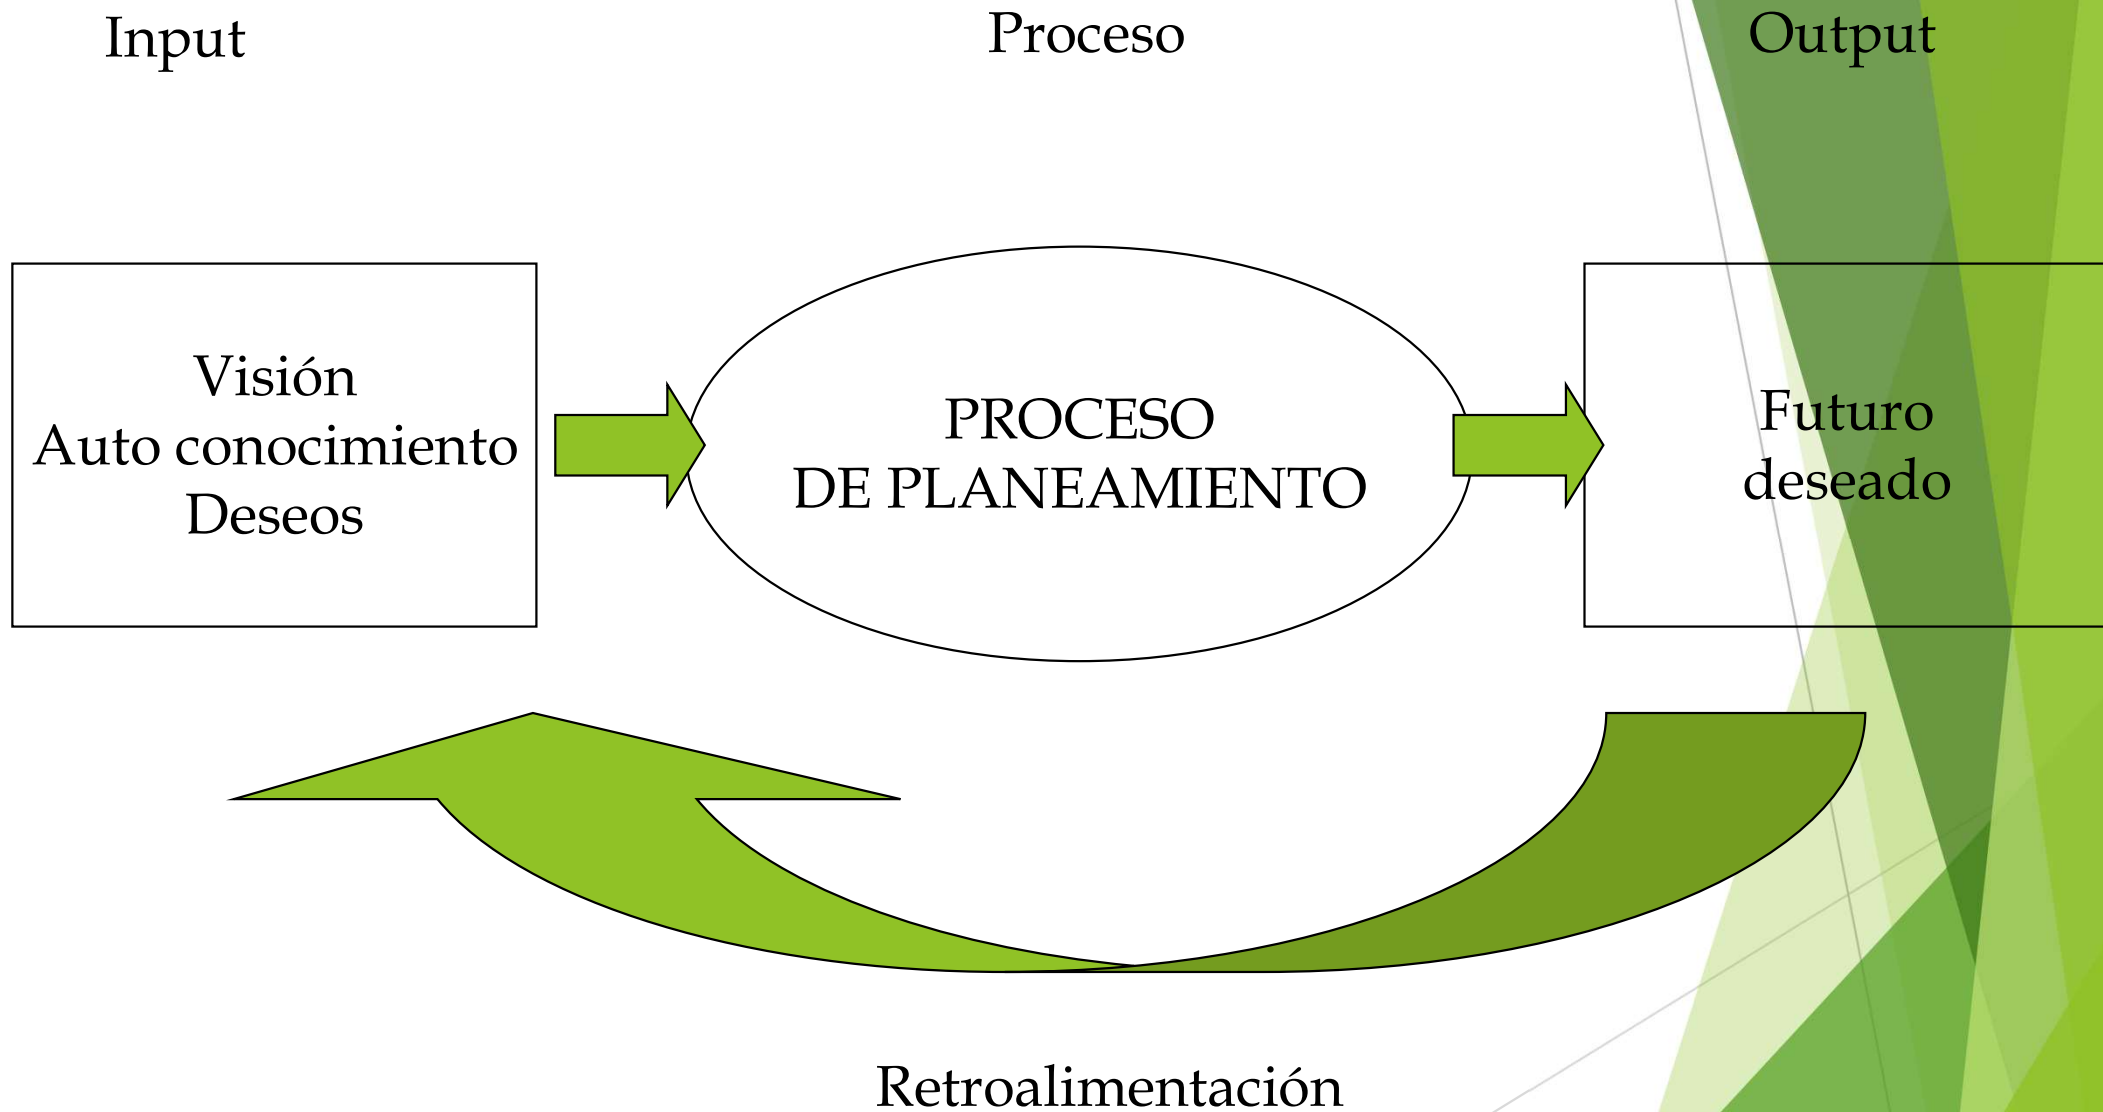 Input
Proceso
Output
Visión
Auto conocimiento
Deseos
PROCESO
DE PLANEAMIENTO
Futuro
deseado
Retroalimentación